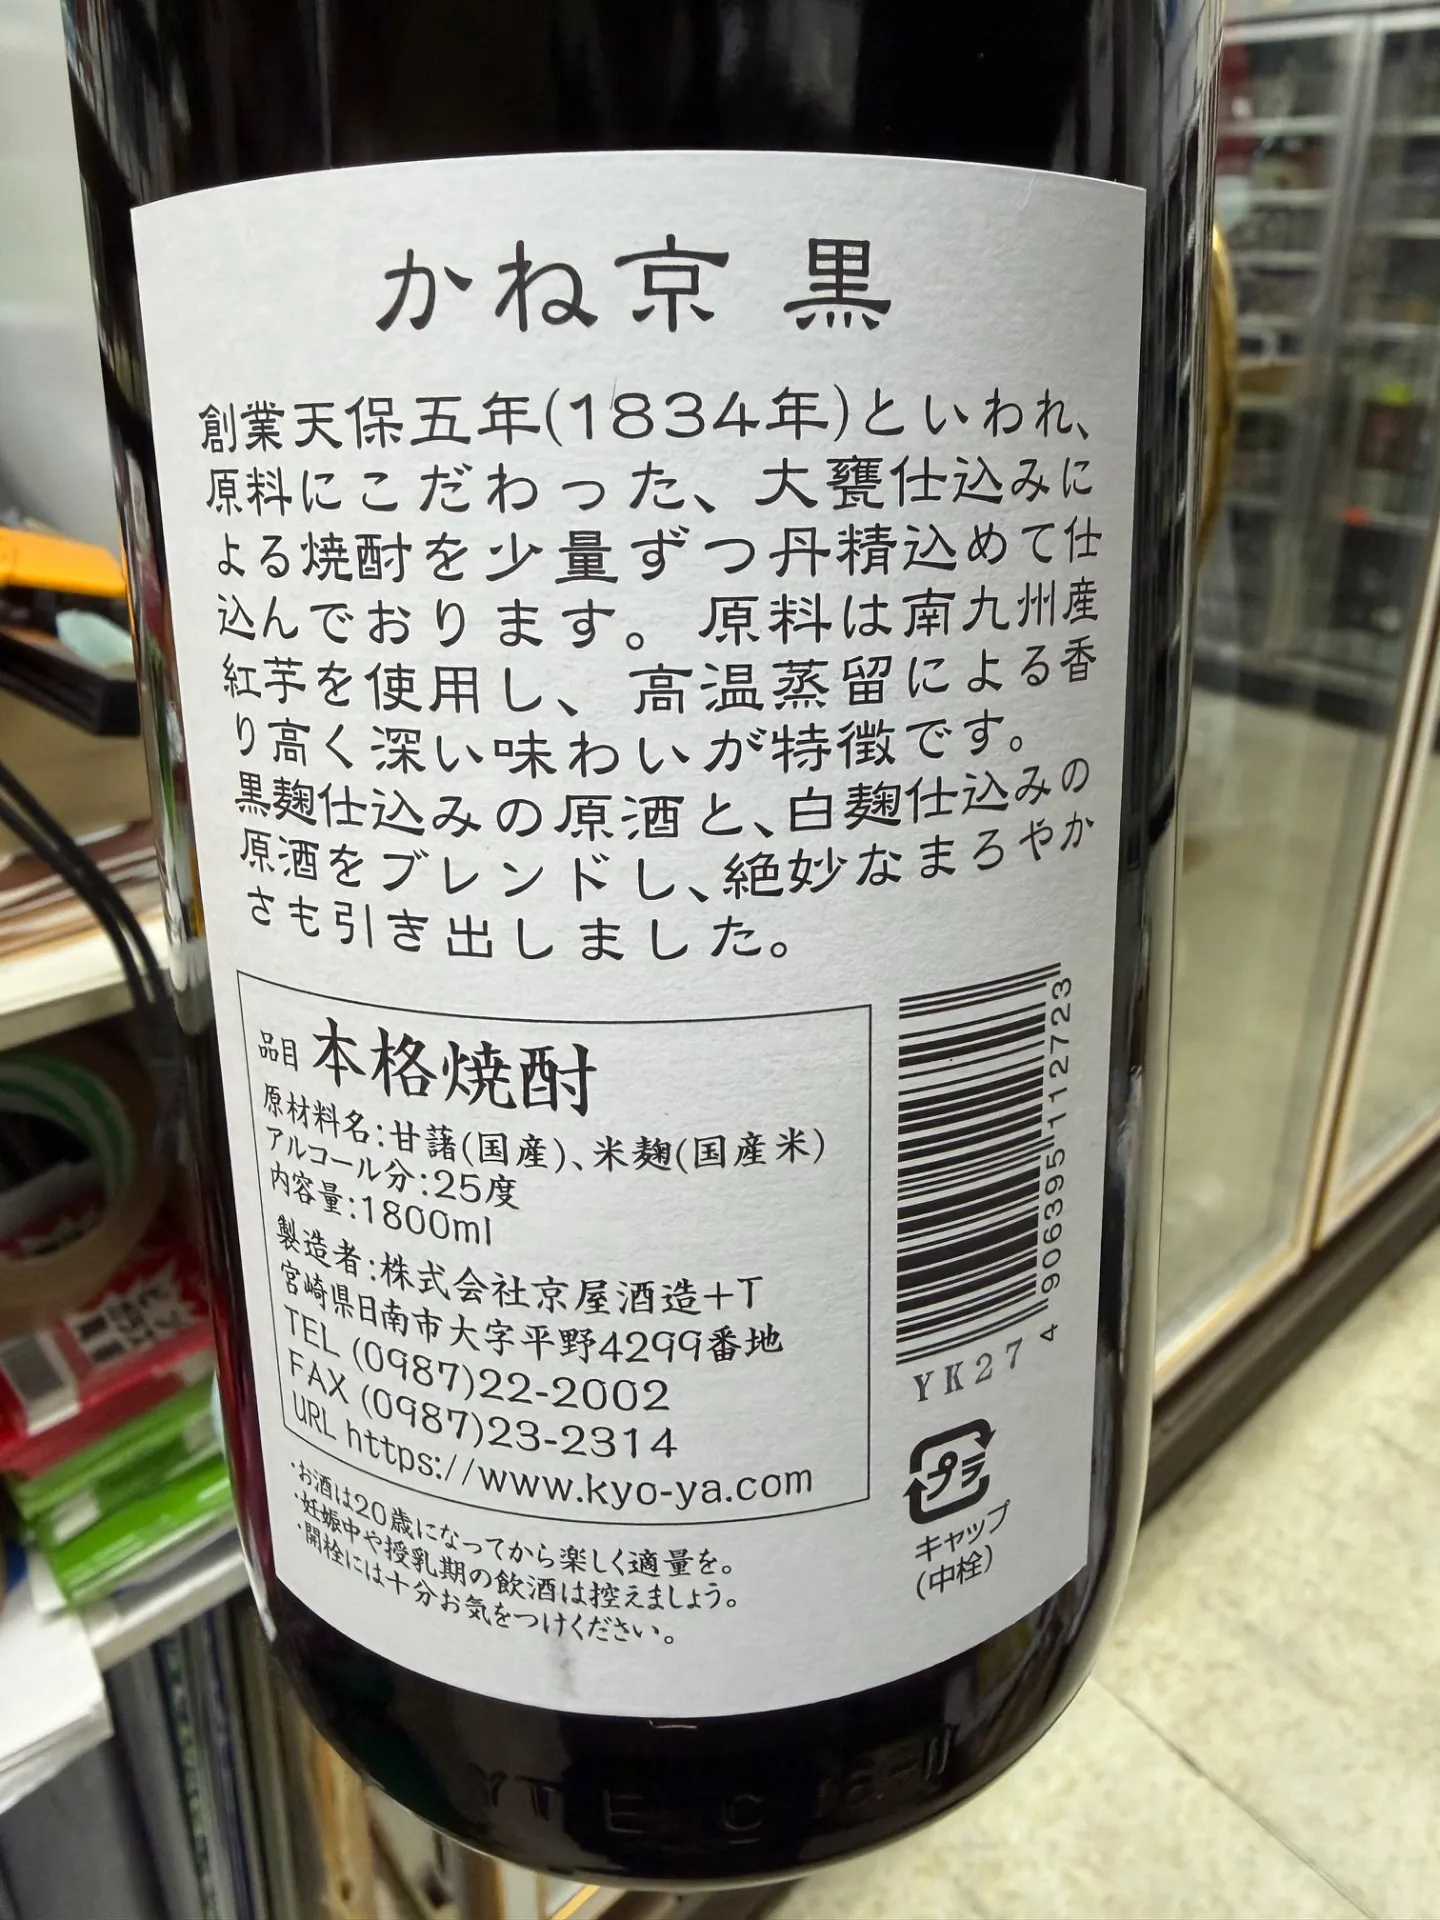 かね京 黒
創業天保五年(1834年)といわれ、
原料にこだわった、大甕仕込みに
よる焼酎を少量ずつ丹精込めて仕
込んでおります。原料は南九州産
紅芋を使用し、高温蒸留による香
り高く深い味わいが特徴です。
黒麹仕込みの原酒と、白麹仕込みの
原酒をブレンドし、絶妙なまろやか
さも引き出しました。
品目 本格焼酎
原材料名:甘藷(国産)、米麹(国産米)
アルコール分:25度
内容量:1800ml
製造者:株式会社京屋酒造+T
宮崎県日南市大字平野4299番地
TEL (0987)22-2002
FAX (0987)23-2314
URL https://www.kyo-ya.com
・お酒は20歳になってから楽しく適量を。
・妊娠中や授乳期の飲酒は控えましょう。
・開栓には十分お気をつけください。
4 906395 112723
YK27
プラ
キャップ
(中栓)